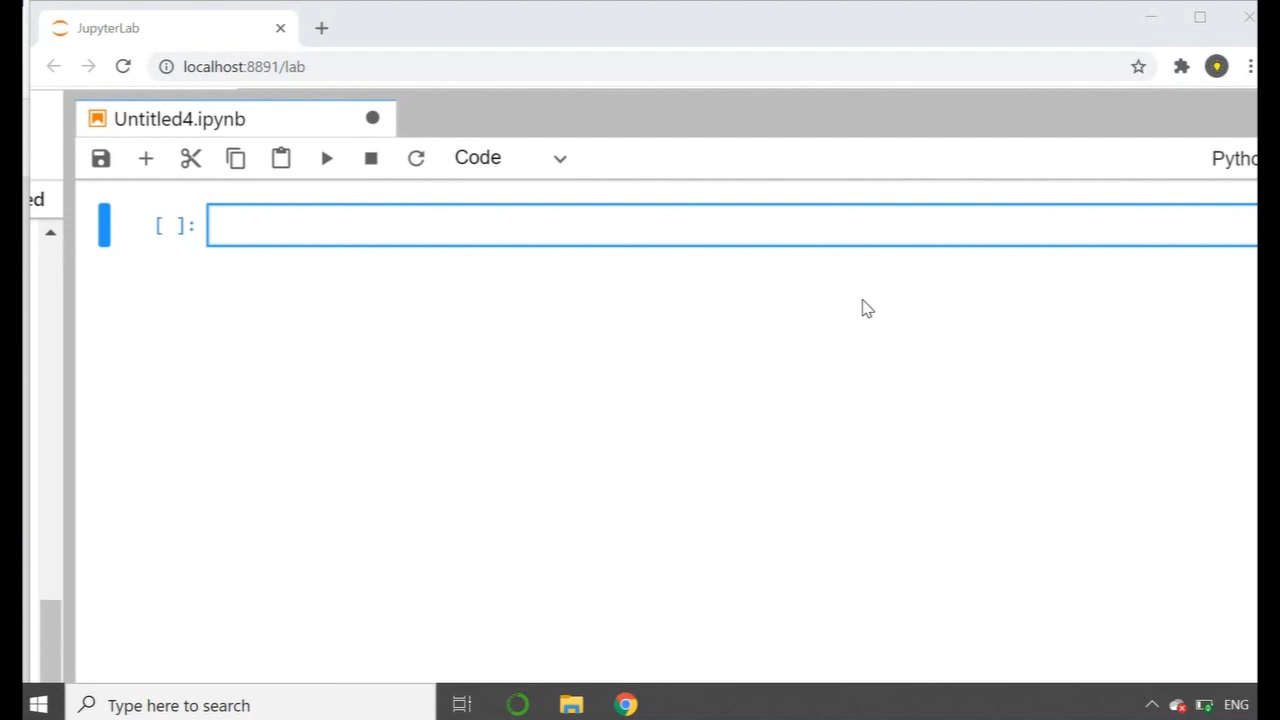 JupyterLab
localhost:8891/lab
Untitled4.ipynb
Code
Pytho
ed
[ ]:
Type here to search
ENG